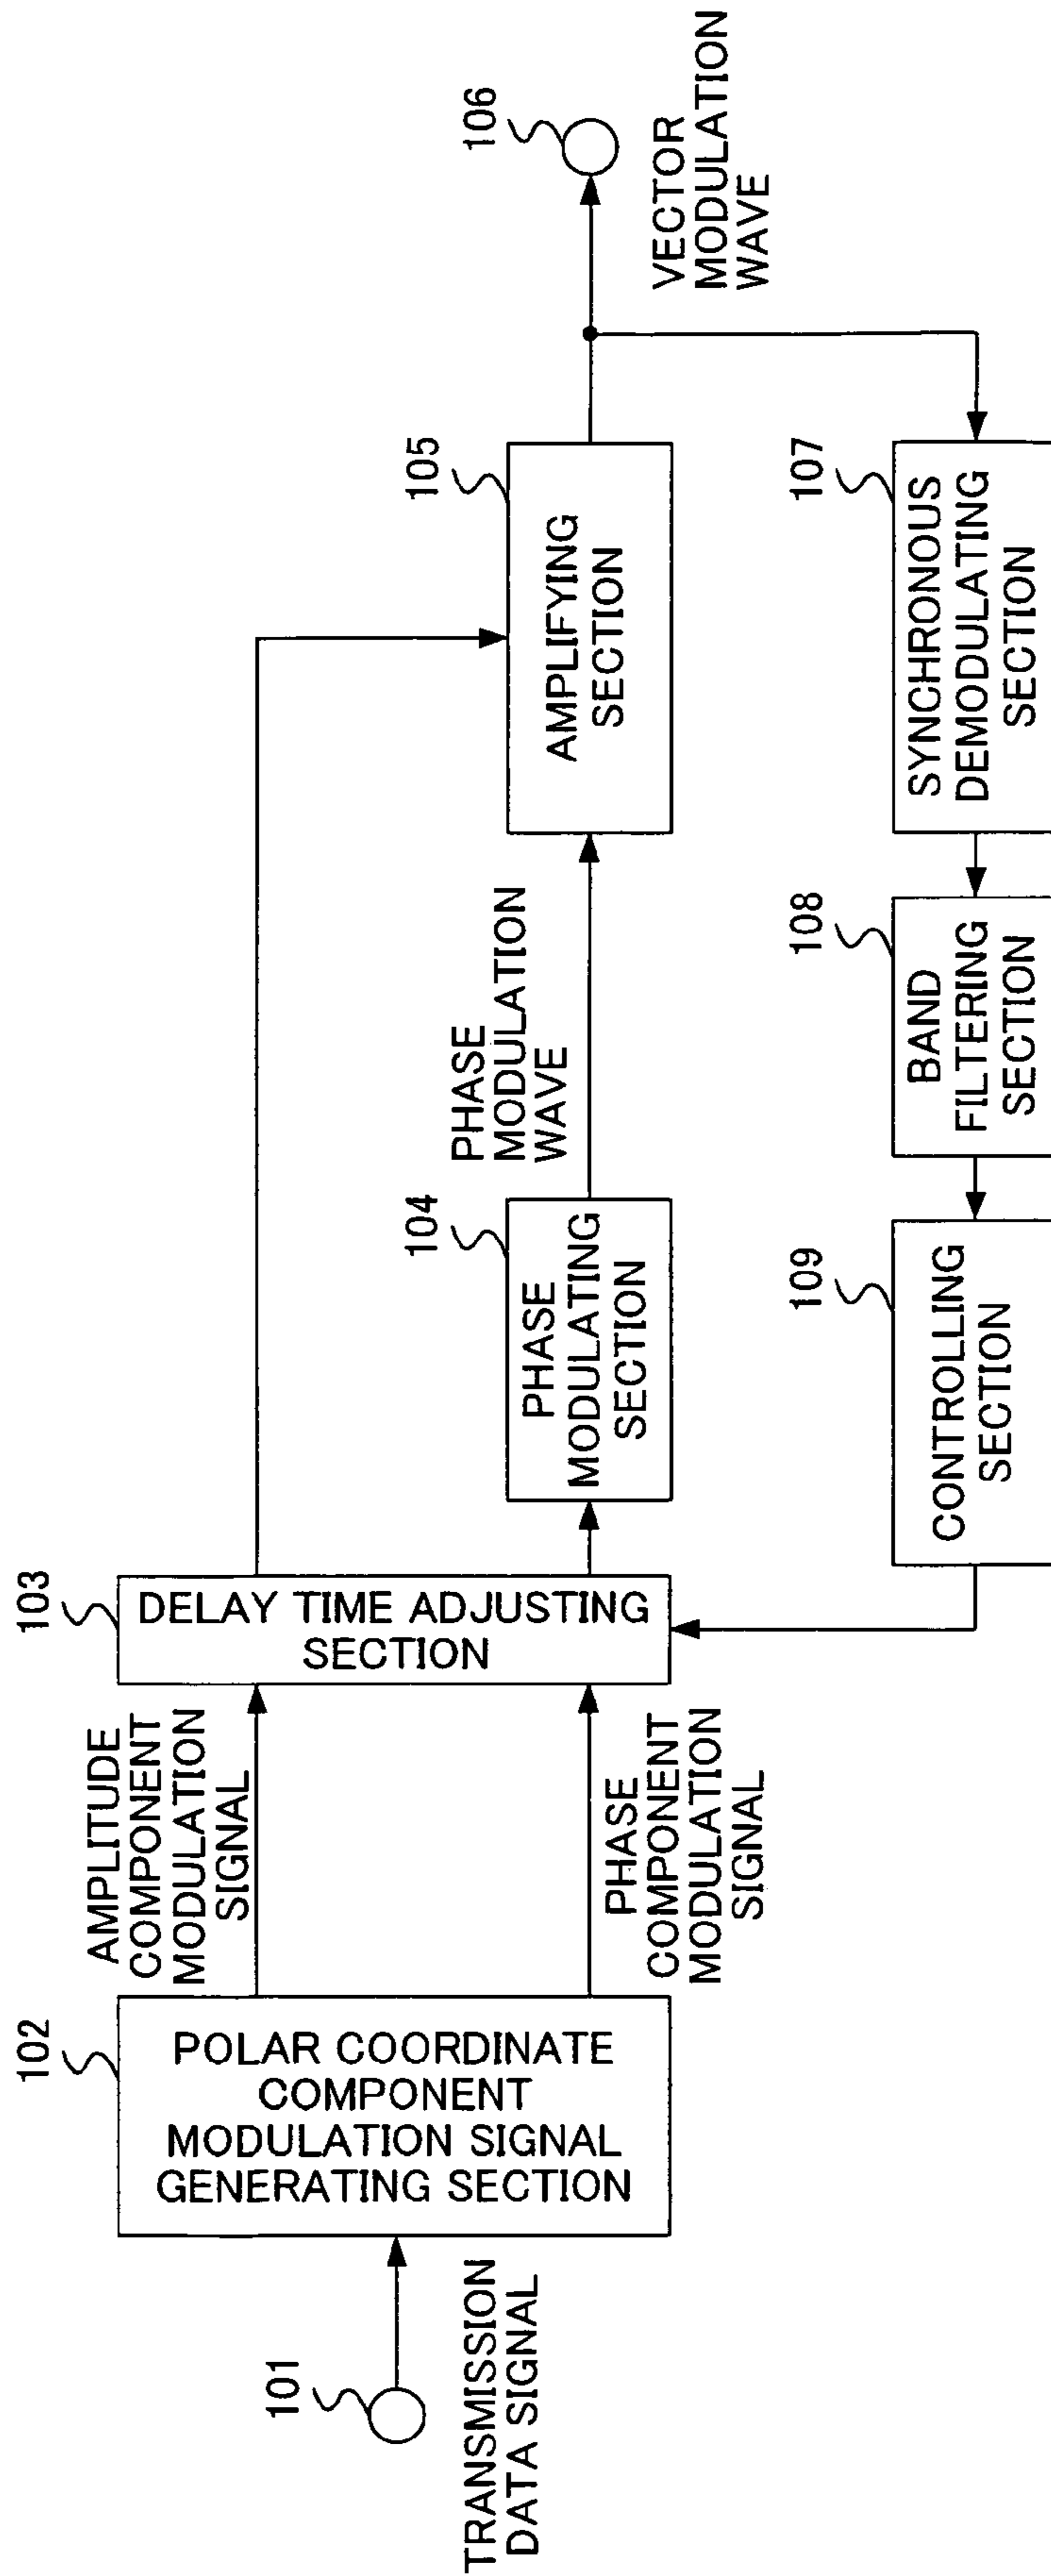 101
TRANSMISSION
DATA SIGNAL
102
POLAR COORDINATE
COMPONENT
MODULATION SIGNAL
GENERATING SECTION
AMPLITUDE
COMPONENT
MODULATION
SIGNAL
PHASE
COMPONENT
MODULATION
SIGNAL
103
DELAY TIME ADJUSTING
SECTION
104
PHASE
MODULATING
SECTION
PHASE
MODULATION
WAVE
105
AMPLIFYING
SECTION
106
VECTOR
MODULATION
WAVE
107
SYNCHRONOUS
DEMODULATING
SECTION
108
BAND
FILTERING
SECTION
109
CONTROLLING
SECTION